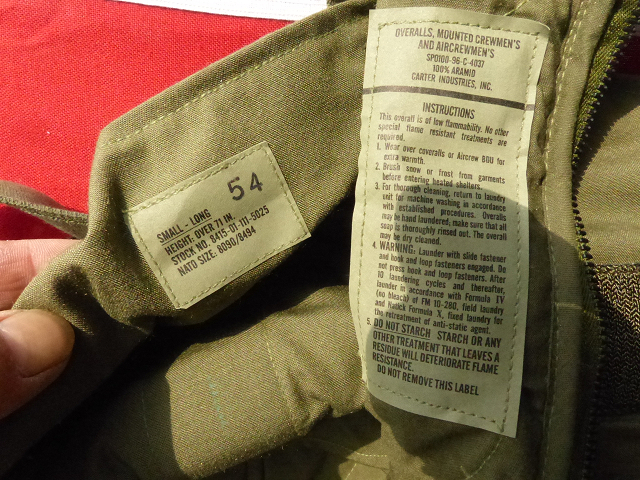 54
SMALL - LONG
HEIGHT: OVER 71 IN.
STOCK NO. 8415-01-111-5025
NATO SIZE: 8090/8494
OVERALLS, MOUNTED CREWMEN'S
AND AIRCREWMEN'S
SPO100-96-C-4037
100% ARAMID
CARTER INDUSTRIES, INC.
INSTRUCTIONS
This overall is of low flammability. No other
special flame resistant treatments are
required.
1. Wear over coveralls or Aircrew BDU for
extra warmth.
2. Brush snow or frost from garments
before entering heated shelters.
3. For thorough cleaning, return to laundry
unit for machine washing in accordance
with established procedures. Overalls
may be hand laundered, make sure that all
soap is thoroughly rinsed out. The overall
may be dry cleaned.
4. WARNING: Launder with slide fastener
and hook and loop fasteners engaged. Do
not press hook and loop fasteners. After
10 laundering cycles and thereafter,
launder in accordance with Formula IV
(no bleach) of FM 10-280, field laundry
and Natick Formula X, fixed laundry for
the retreatment of anti-static agent.
5. DO NOT STARCH STARCH OR ANY
OTHER TREATMENT THAT LEAVES A
RESIDUE WILL DETERIORATE FLAME
RESISTANCE.
DO NOT REMOVE THIS LABEL